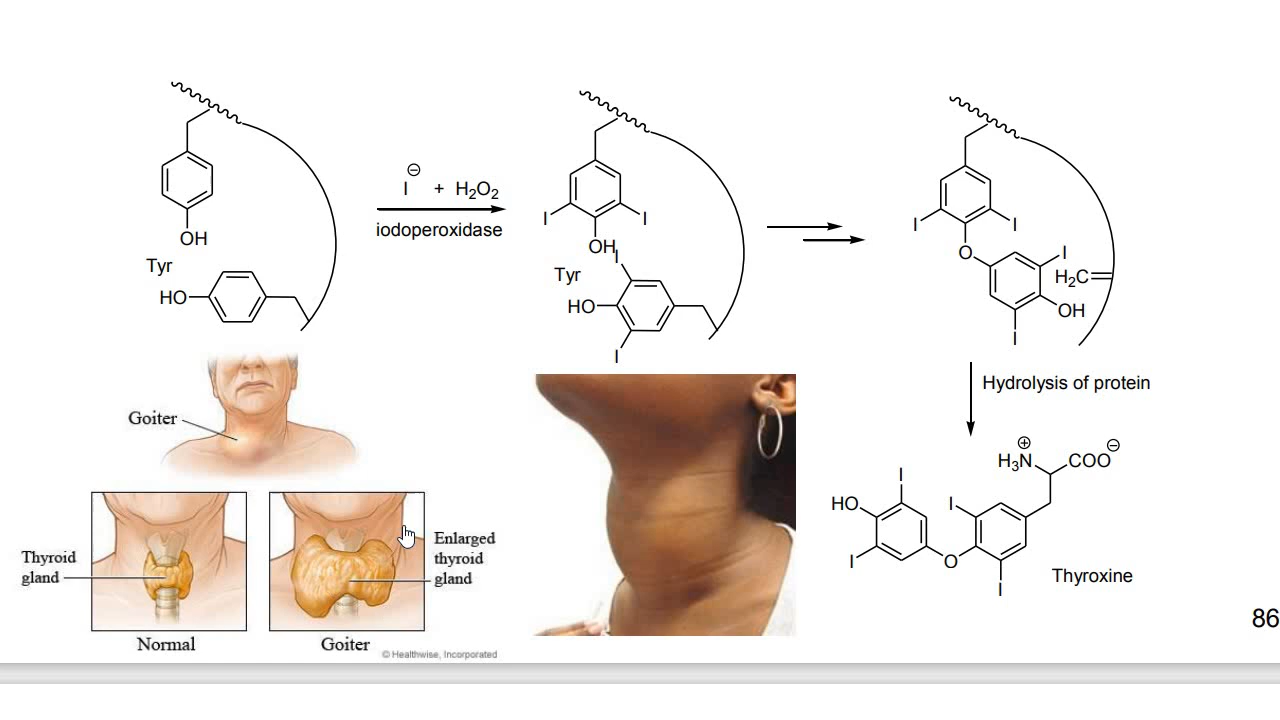 OH
Tyr
HO
I⊖ + H₂O₂
iodoperoxidase
I
I
OH
I
Tyr
HO
I
I
I
O
I
H₂C
OH
I
Hydrolysis of protein
⊕ ⊖
H₃N COO
I
HO
I
I
O
I
Thyroxine
Goiter
Thyroid
gland
Normal
Enlarged
thyroid
gland
Goiter
© Healthwise, Incorporated
86